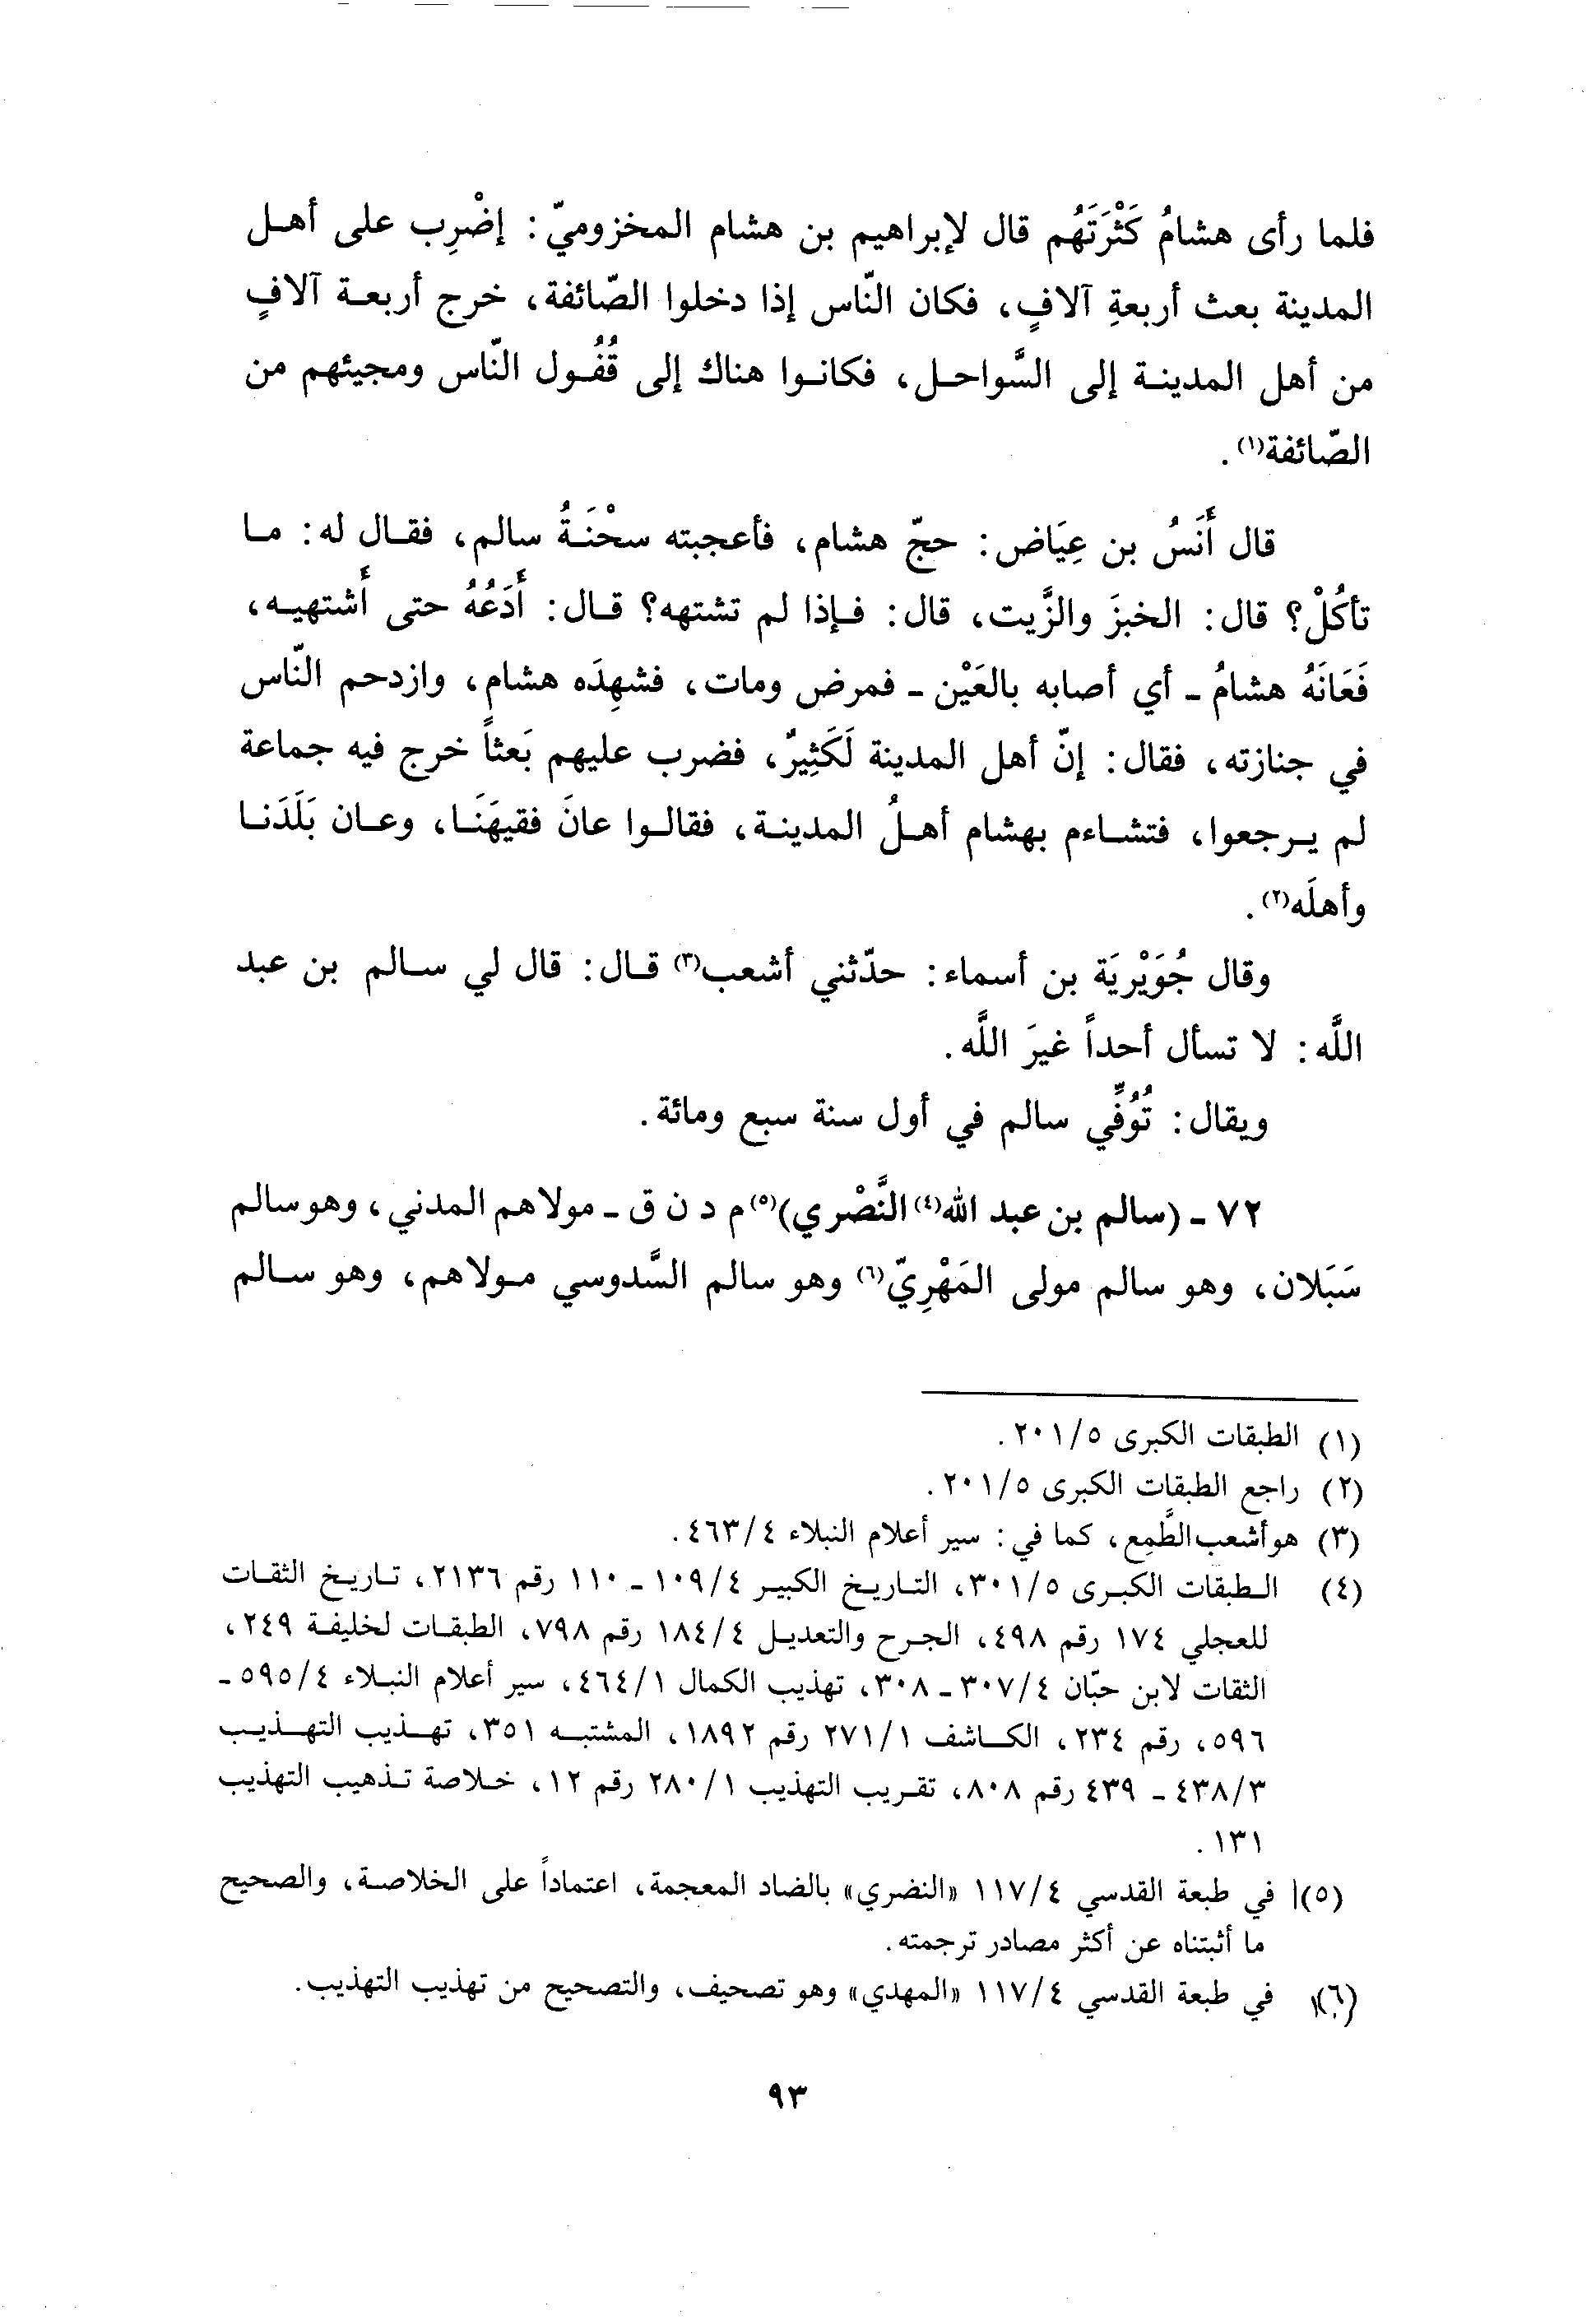 فلما رأى هشامُ كَثْرَتَهُم قال لإبراهيم بن هشام المخزوميّ: إضْرِب على أهل
المدينة بعث أربعةِ آلافٍ، فكان النّاس إذا دخلوا الصّائفة، خرج أربعة آلافٍ
من أهل المدينة إلى السَّواحل، فكانوا هناك إلى قُفُول النّاس ومجيئهم من
الصّائفة(١).
قال أَنَسُ بن عِيَاض: حجّ هشام، فأعجبته سحْنَةُ سالم، فقال له: ما
تأكُلْ؟ قال: الخبزَ والزَّيت، قال: فإذا لم تشتهه؟ قال: أَدَعُهُ حتى أَشتهيه،
فَعَانَهُ هشامُ ـ أي أصابه بالعَيْن ـ فمرض ومات، فشهِدَه هشام، وازدحم النّاس
في جنازته، فقال: إنّ أهل المدينة لَكَثِيرٌ، فضرب عليهم بَعثاً خرج فيه جماعة
لم يرجعوا، فتشاءم بهشام أهلُ المدينة، فقالوا عانَ فقيهَنَا، وعان بَلَدَنا
وأهلَه(٢).
وقال جُوَيْرِيَة بن أسماء: حدّثني أشعب(٣) قال: قال لي سالم بن عبد
اللَّه: لا تسأل أحداً غيرَ اللَّه.
ويقال: تُوُفِّي سالم في أول سنة سبع ومائة.
٧٢ ـ (سالم بن عبد الله(٤) النَّصْري)(٥) م د ن ق ـ مولاهم المدني، وهو سالم
سَبَلان، وهو سالم مولى المَهْرِيّ(٦) وهو سالم السَّدوسي مولاهم، وهو سالم
(١) الطبقات الكبرى ٢٠١/٥.
(٢) راجع الطبقات الكبرى ٢٠١/٥.
(٣) هو أشعب الطَّمِع، كما في: سير أعلام النبلاء ٤٦٣/٤.
(٤) الطبقات الكبرى ٣٠١/٥، التاريخ الكبير ١٠٩/٤ ـ ١١٠ رقم ٢١٣٦، تاريخ الثقات
للعجلي ١٧٤ رقم ٤٩٨، الجرح والتعديل ١٨٤/٤ رقم ٧٩٨، الطبقات لخليفة ٢٤٩،
الثقات لابن حبّان ٣٠٧/٤ ـ ٣٠٨، تهذيب الكمال ٤٦٤/١، سير أعلام النبلاء ٥٩٥/٤ ـ
٥٩٦، رقم ٢٣٤، الكاشف ٢٧١/١ رقم ١٨٩٢، المشتبه ٣٥١، تهذيب التهذيب
٤٣٨/٣ ـ ٤٣٩ رقم ٨٠٨، تقريب التهذيب ٢٨٠/١ رقم ١٢، خلاصة تذهيب التهذيب
١٣١.
(٥) في طبعة القدسي ١١٧/٤ «النضري» بالضاد المعجمة، اعتماداً على الخلاصة، والصحيح
ما أثبتناه عن أكثر مصادر ترجمته.
(٦) في طبعة القدسي ١١٧/٤ «المهدي» وهو تصحيف، والتصحيح من تهذيب التهذيب.
٩٣